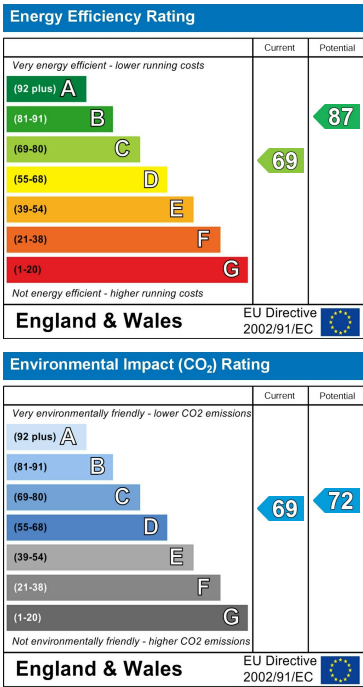 Energy Efficiency Rating
Current Potential
Very energy efficient - lower running costs
(92 plus) A
(81-91) B
87
(69-80) C
69
(55-68) D
(39-54) E
(21-38) F
(1-20) G
Not energy efficient - higher running costs
England & Wales
EU Directive
2002/91/EC
Environmental Impact (CO₂) Rating
Current Potential
Very environmentally friendly - lower CO2 emissions
(92 plus) A
(81-91) B
(69-80) C
69
72
(55-68) D
(39-54) E
(21-38) F
(1-20) G
Not environmentally friendly - higher CO2 emissions
England & Wales
EU Directive
2002/91/EC